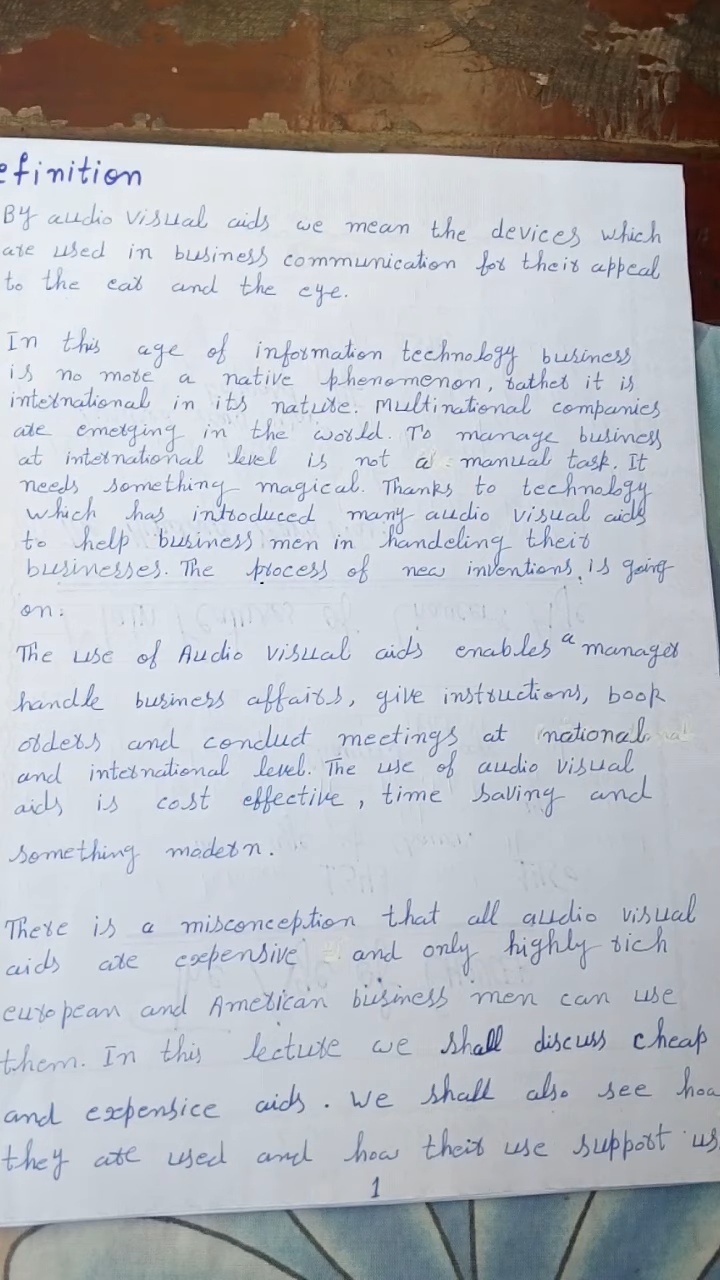 efinition
By audio visual aids we mean the devices which
are used in business communication for their appeal
to the ear and the eye.
In this age of information technology business
is no more a native phenomenon, rather it is
international in its nature. Multinational companies
are emerging in the world. To manage business
at international level is not a manual task. It
needs something magical. Thanks to technology
which has introduced many audio visual aids
to help business men in handeling their
businesses. The process of new inventions is going
on.
The use of Audio visual aids enables a manager
handle business affairs, give instructions, book
orders and conduct meetings at national
and international level. The use of audio visual
aids is cost effective, time saving and
something madern.
There is a misconception that all audio visual
aids are expensive and only highly rich
european and American business men can use
them. In this lecture we shall discuss cheap
and expensice aids. We shall also see how
they are used and how their use support us
1